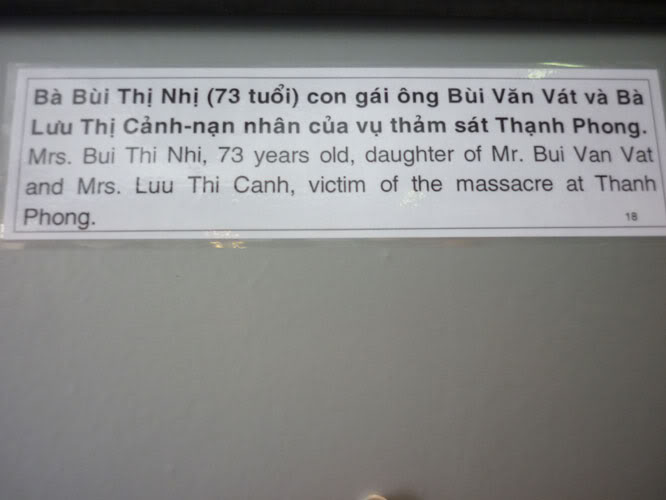 Bà Bùi Thị Nhị (73 tuổi) con gái ông Bùi Văn Vát và Bà
Lưu Thị Cảnh-nạn nhân của vụ thảm sát Thạnh Phong.
Mrs. Bui Thi Nhi, 73 years old, daughter of Mr. Bui Van Vat
and Mrs. Luu Thi Canh, victim of the massacre at Thanh
Phong.
18